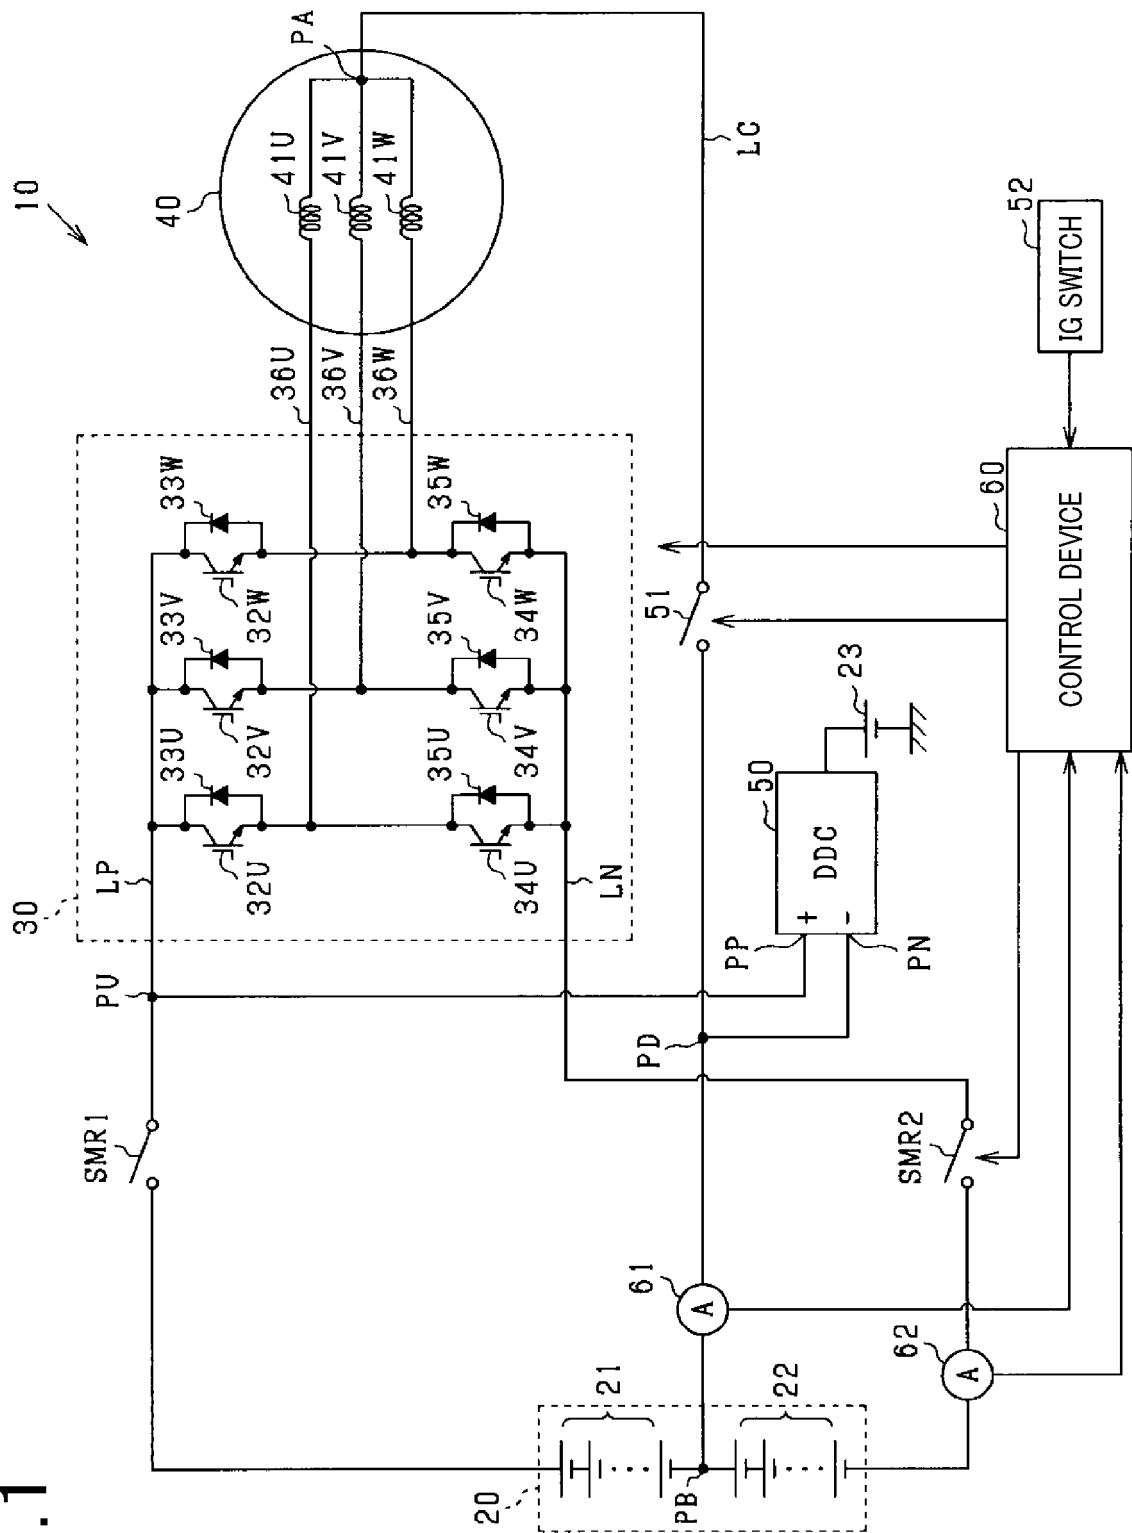 .1
10
40
PA
41U
41V
41W
LC
36U
36V
36W
30
LP
LN
33U
33V
33W
32U
32V
32W
35U
35V
35W
34U
34V
34W
PU
SMR1
PP
PN
+
-
DDC
50
23
51
PD
IG SWITCH
52
CONTROL DEVICE
60
SMR2
A
61
A
62
20
21
22
PB